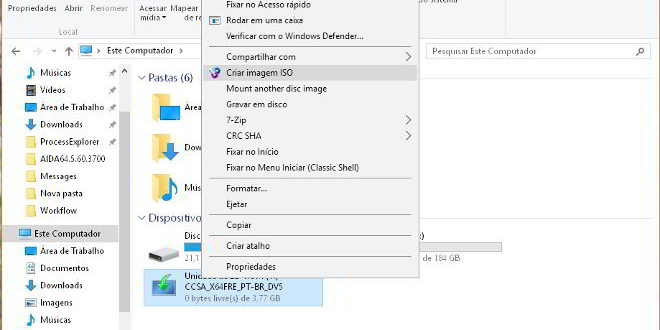 Propriedades
Abrir
Renomear
Acessar
mídia
Mapear
de re
Local
Este Computador
Pesquisar Este Computador
Músicas
Vídeos
Área de Trabalho
Downloads
ProcessExplorer
AIDA64.5.60.3700
Messages
Nova pasta
Workflow
Este Computador
Área de Trabalho
Documentos
Downloads
Imagens
Músicas
Pastas (6)
Área
Dow
Mús
Dispositivo
Disc
21,1
de 184 GB
CCSA_X64FRE_PT-BR_DV5
0 bytes livre(s) de 3,77 GB
Fixar no Acesso rápido
Rodar em uma caixa
Verificar com o Windows Defender...
Compartilhar com
Criar imagem ISO
Mount another disc image
Gravar em disco
7-Zip
CRC SHA
Fixar no Início
Fixar no Menu Iniciar (Classic Shell)
Formatar...
Ejetar
Copiar
Criar atalho
Propriedades